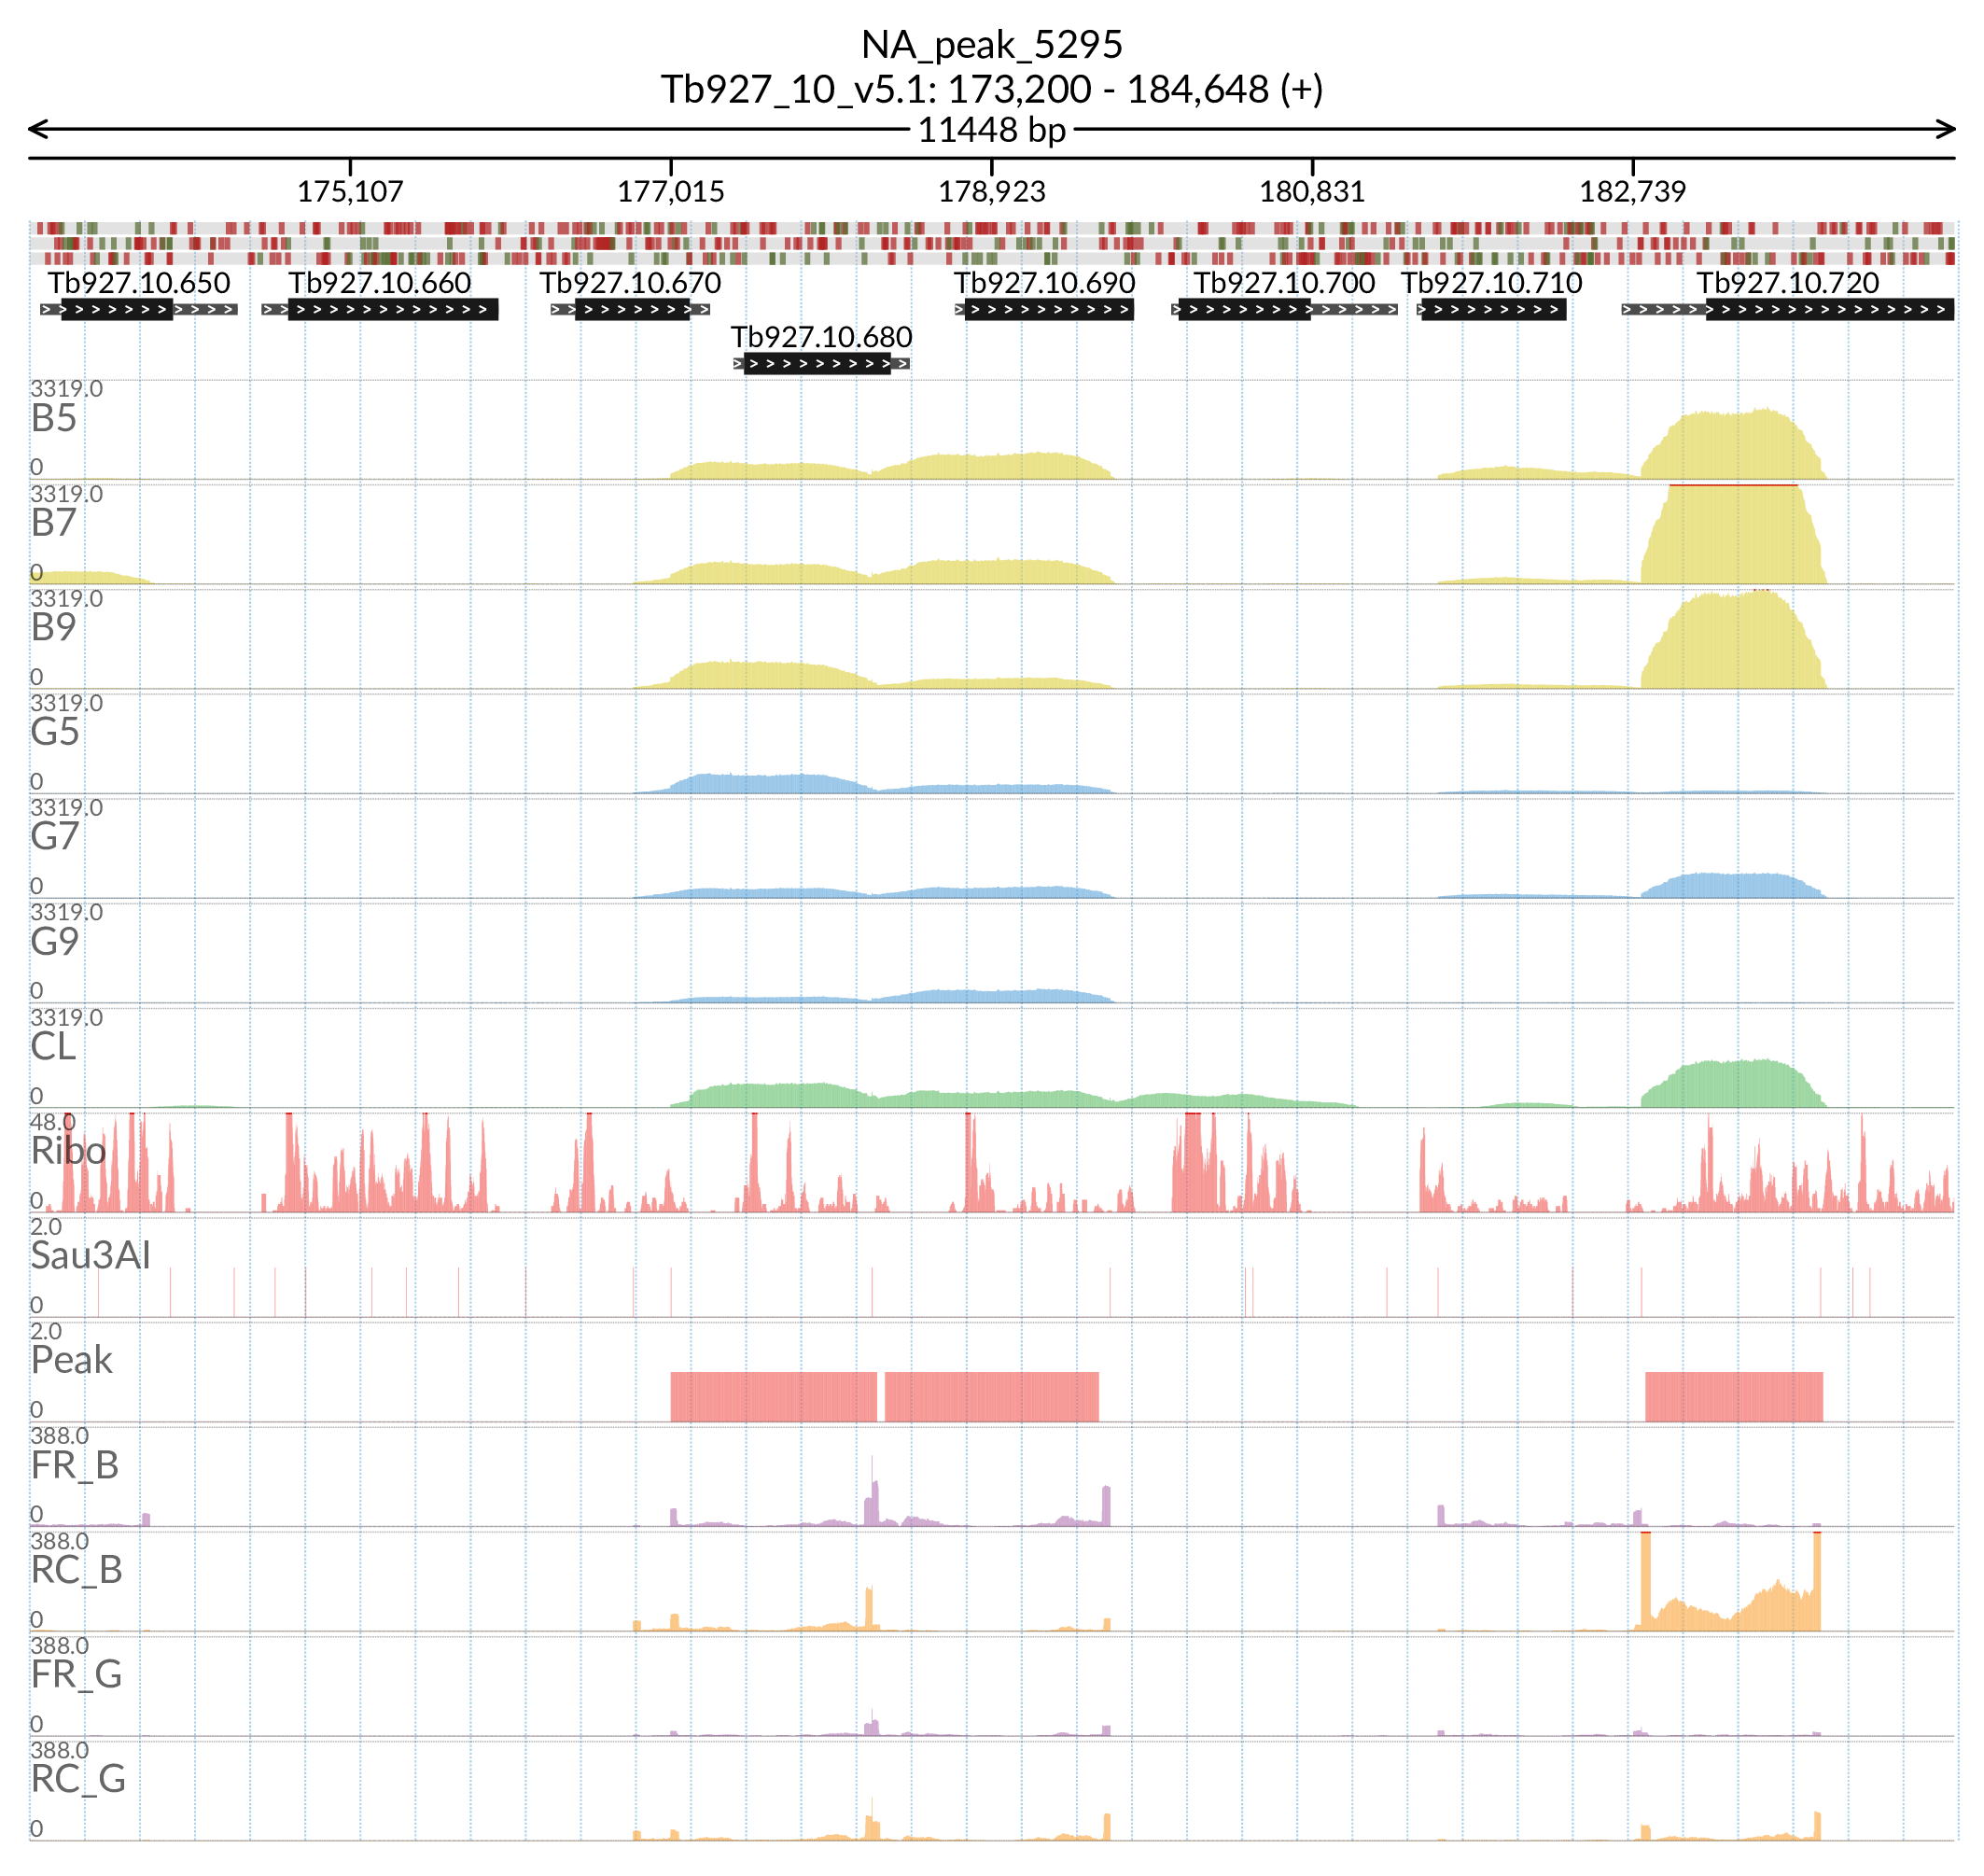 NA_peak_5295
Tb927_10_v5.1: 173,200 - 184,648 (+)
11448 bp
175,107 177,015 178,923 180,831 182,739
Tb927.10.650 Tb927.10.660 Tb927.10.670 Tb927.10.690 Tb927.10.700 Tb927.10.710 Tb927.10.720
Tb927.10.680
3319.0
B5
0
3319.0
B7
0
3319.0
B9
0
3319.0
G5
0
3319.0
G7
0
3319.0
G9
0
3319.0
CL
0
48.0
Ribo
0
2.0
Sau3AI
0
2.0
Peak
0
388.0
FR_B
0
388.0
RC_B
0
388.0
FR_G
0
388.0
RC_G
0